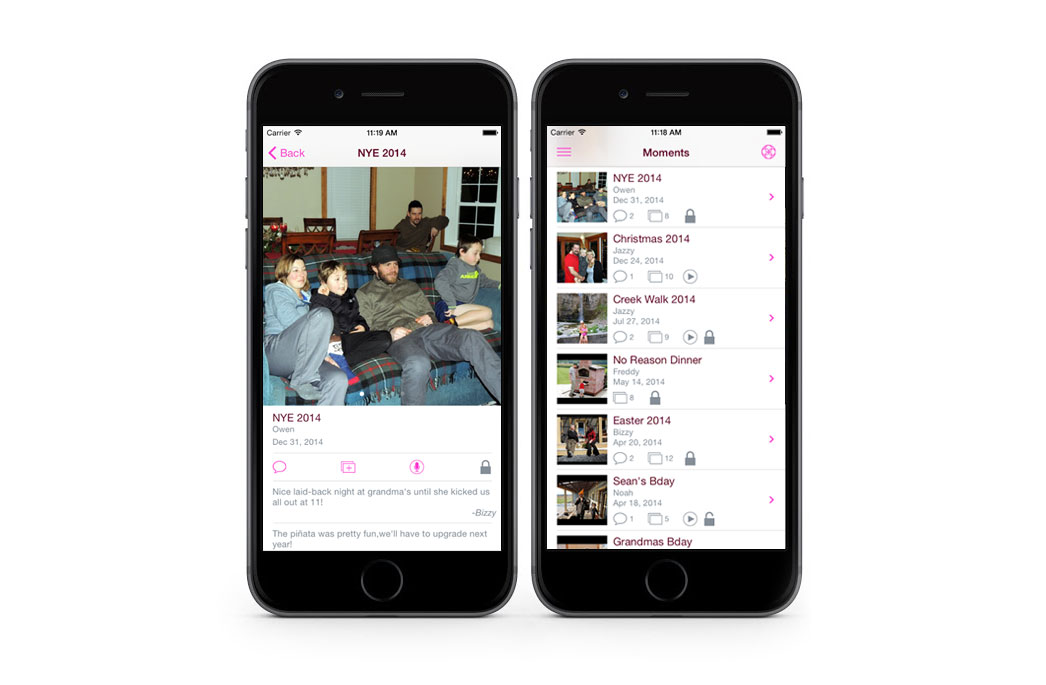 Carrier 11:19 AM
Back NYE 2014
NYE 2014
Owen
Dec 31, 2014
Nice laid-back night at grandma's until she kicked us
all out at 11!
-Bizzy
The piñata was pretty fun,we'll have to upgrade next
year!
Carrier 11:18 AM
Moments
NYE 2014
Owen
Dec 31, 2014
2 8
Christmas 2014
Jazzy
Dec 24, 2014
1 10
Creek Walk 2014
Jazzy
Jul 27, 2014
2 9
No Reason Dinner
Freddy
May 14, 2014
8
Easter 2014
Bizzy
Apr 20, 2014
2 12
Sean's Bday
Noah
Apr 18, 2014
1 5
Grandmas Bday